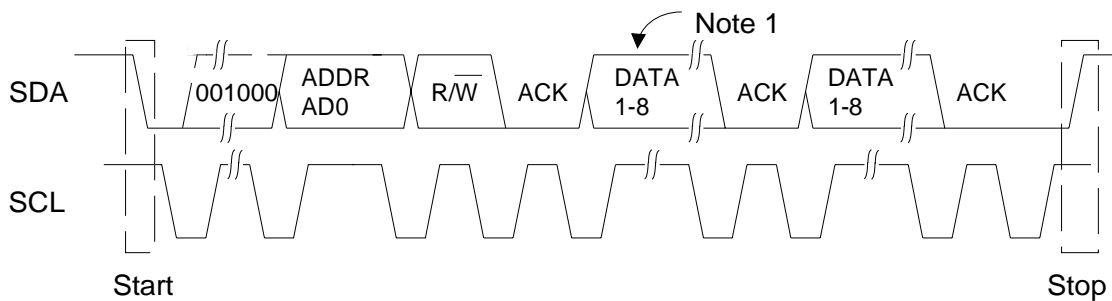 Note 1
SDA
001000
ADDR
AD0
R/W
ACK
DATA
1-8
ACK
DATA
1-8
ACK
SCL
Start
Stop